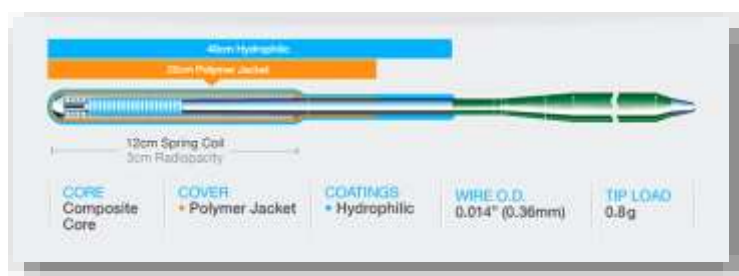 40cm Hydrophilic
20cm Polymer Jacket
12cm Spring Coil
3cm Radiopacity
CORE
Composite
Core
COVER
• Polymer Jacket
COATINGS
• Hydrophilic
WIRE O.D.
0.014" (0.36mm)
TIP LOAD
0.8g